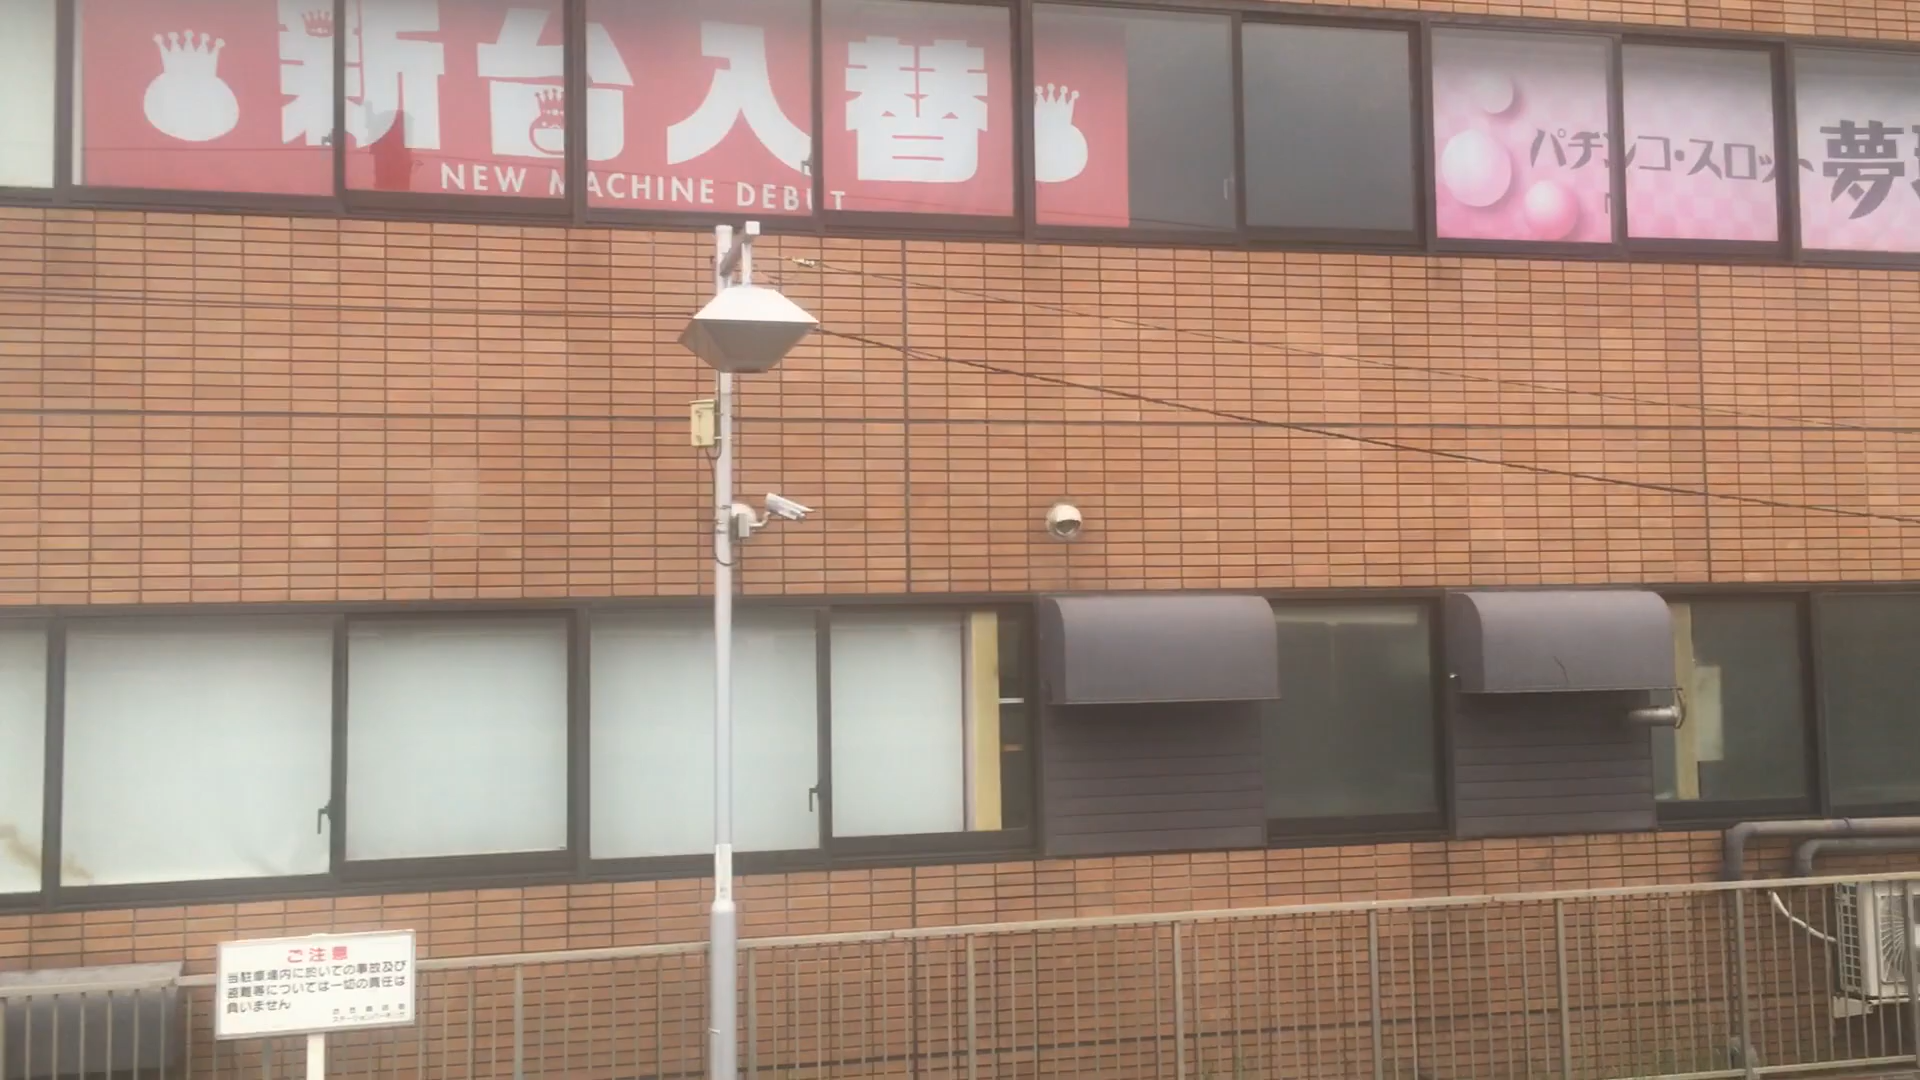 新台入替
NEW MACHINE DEBUT
パチンコ・スロット 夢
ご注意
当駐車場内に於いての事故及び
盗難等については一切の責任は
負いません